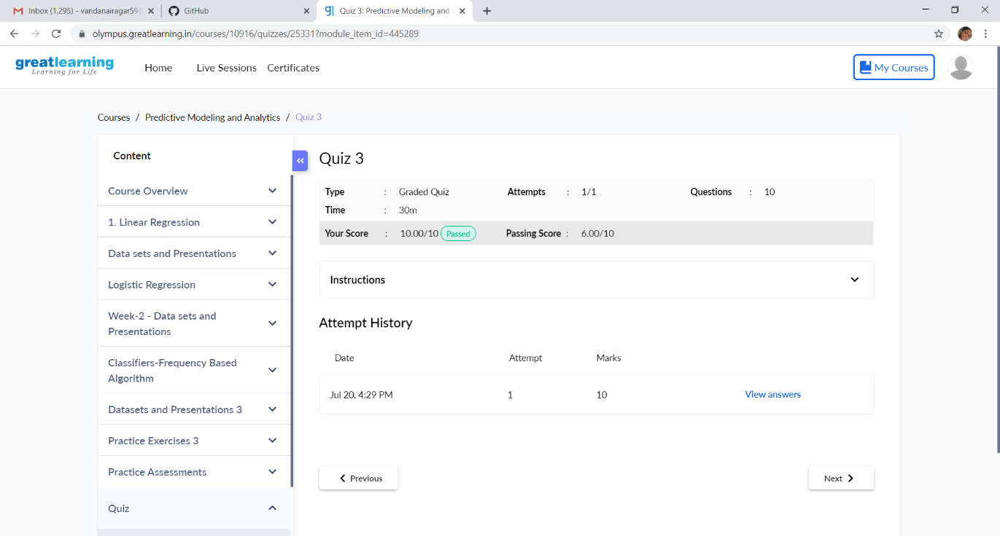 Inbox (1,295) - vandanairagar59
GitHub
Quiz 3: Predictive Modeling and
olympus.greatlearning.in/courses/10916/quizzes/25331?module_item_id=445289
greatlearning
Learning for Life
Home
Live Sessions
Certificates
My Courses
Courses / Predictive Modeling and Analytics / Quiz 3
Content
Course Overview
1. Linear Regression
Data sets and Presentations
Logistic Regression
Week-2 - Data sets and
Presentations
Classifiers-Frequency Based
Algorithm
Datasets and Presentations 3
Practice Exercises 3
Practice Assessments
Quiz
Quiz 3
Type : Graded Quiz Attempts : 1/1 Questions : 10
Time : 30m
Your Score : 10.00/10 Passed Passing Score : 6.00/10
Instructions
Attempt History
Date Attempt Marks
Jul 20, 4:29 PM 1 10 View answers
Previous
Next